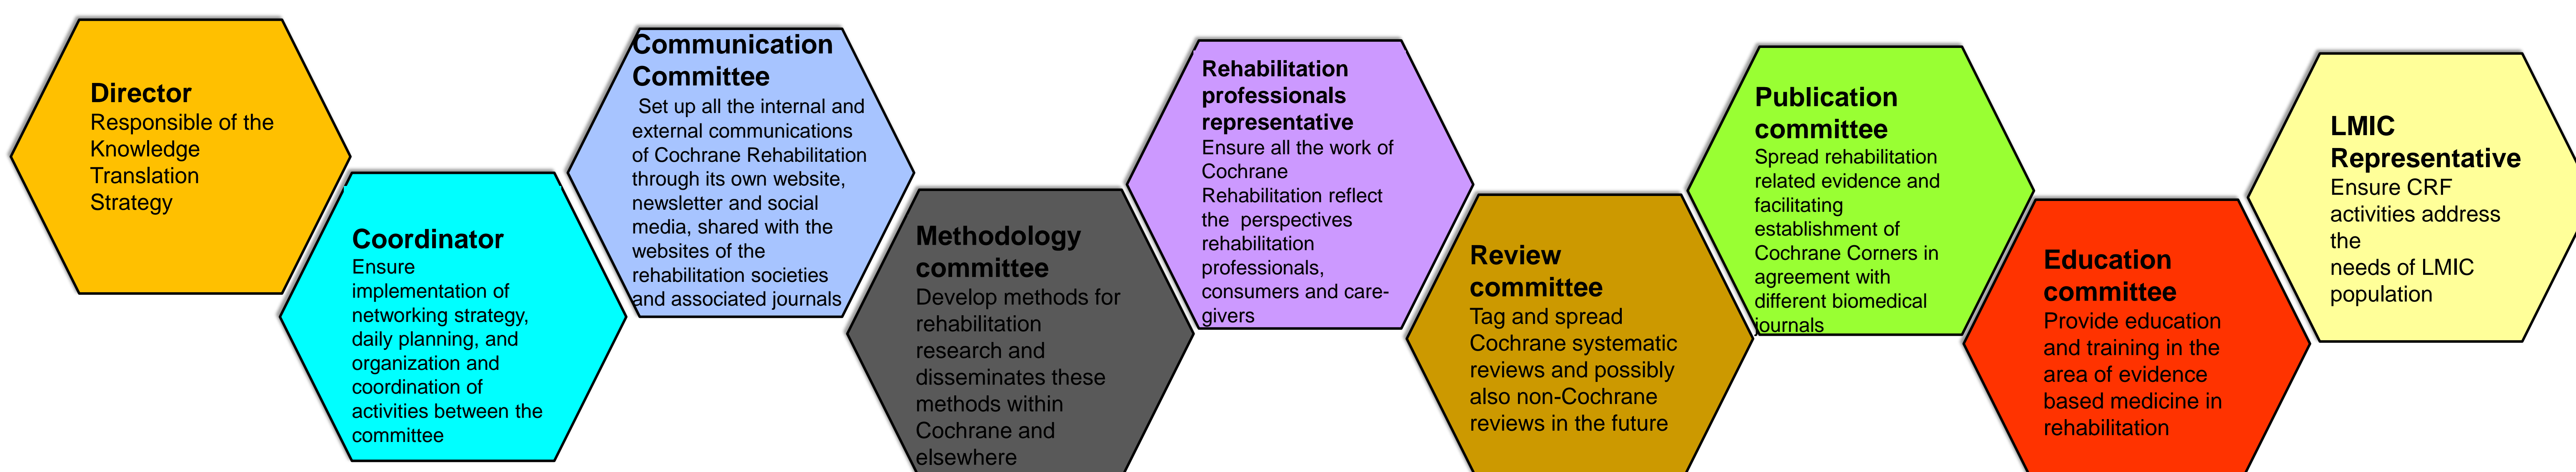 Director
Responsible of the
Knowledge
Translation
Strategy
Coordinator
Ensure
implementation of
networking strategy,
daily planning, and
organization and
coordination of
activities between the
committee
Communication
Committee
Set up all the internal and
external communications
of Cochrane Rehabilitation
through its own website,
newsletter and social
media, shared with the
websites of the
rehabilitation societies
and associated journals
Methodology
committee
Develop methods for
rehabilitation
research and
disseminates these
methods within
Cochrane and
elsewhere
Rehabilitation
professionals
representative
Ensure all the work of
Cochrane
Rehabilitation reflect
the perspectives
rehabilitation
professionals,
consumers and care-
givers
Review
committee
Tag and spread
Cochrane systematic
reviews and possibly
also non-Cochrane
reviews in the future
Publication
committee
Spread rehabilitation
related evidence and
facilitating
establishment of
Cochrane Corners in
agreement with
different biomedical
journals
Education
committee
Provide education
and training in the
area of evidence
based medicine in
rehabilitation
LMIC
Representative
Ensure CRF
activities address
the
needs of LMIC
population